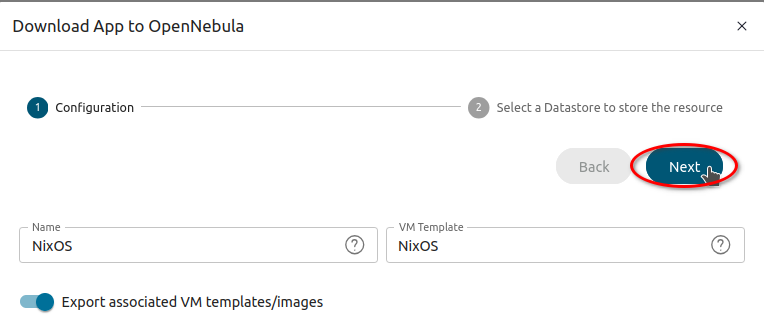 Download App to OpenNebula
1 Configuration 2 Select a Datastore to store the resource
Back Next
Name VM Template
NixOS NixOS
Export associated VM templates/images